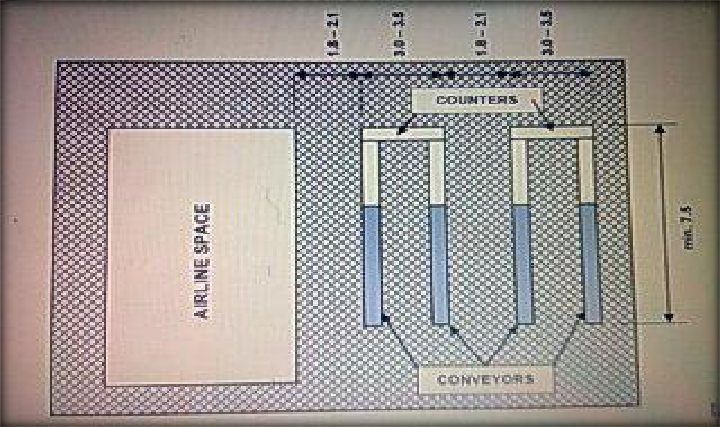 1.8 – 2.1
3.0 – 3.5
1.8 – 2.1
3.0 – 3.5
COUNTERS
AIRLINE SPACE
min. 7.5
CONVEYORS